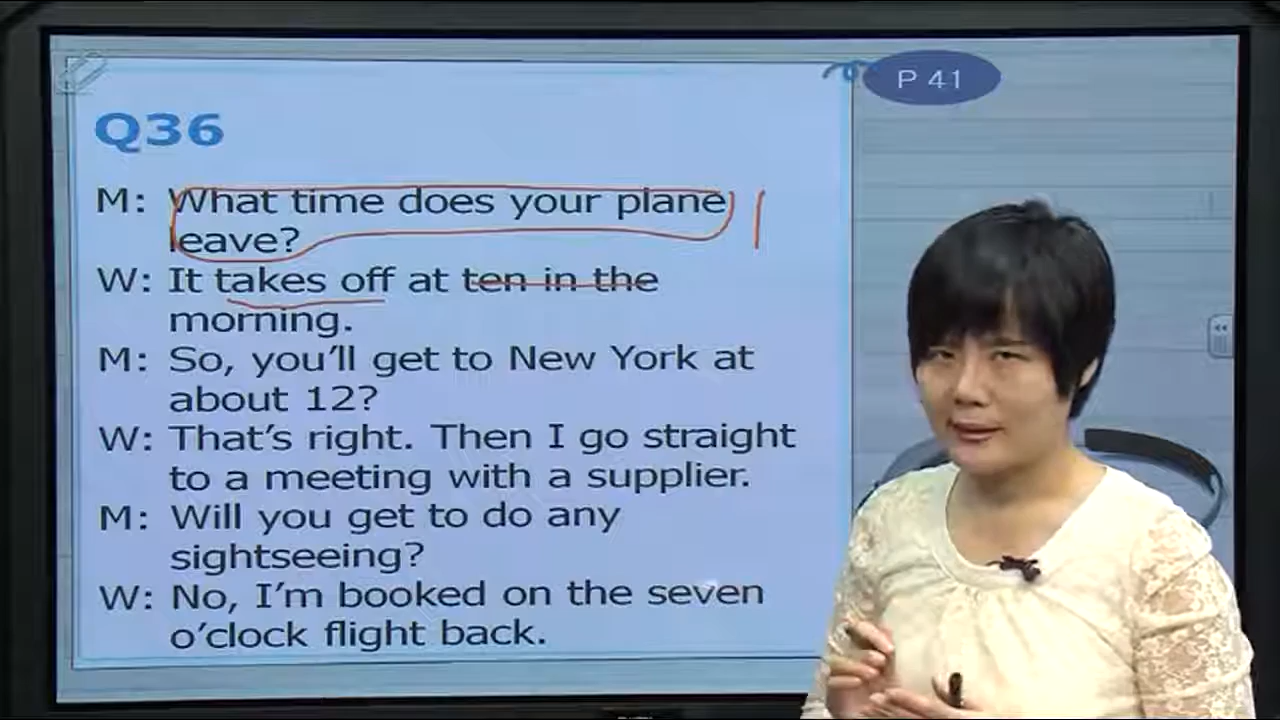 P 41
Q36
M: What time does your plane
leave?
W: It takes off at ten in the
morning.
M: So, you'll get to New York at
about 12?
W: That's right. Then I go straight
to a meeting with a supplier.
M: Will you get to do any
sightseeing?
W: No, I'm booked on the seven
o'clock flight back.